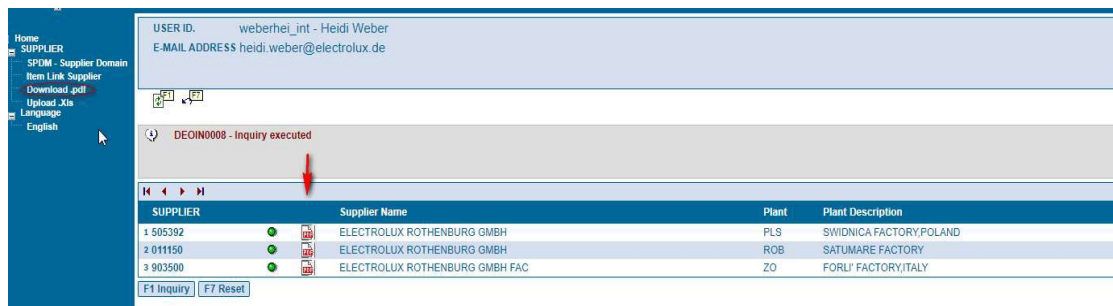 Home
SUPPLIER
SPDM - Supplier Domain
Item Link Supplier
Download .pdf
Upload .Xls
Language
English
USER ID. weberhei_int - Heidi Weber
E-MAIL ADDRESS heidi.weber@electrolux.de
F1 F7
DEOIN0008 - Inquiry executed
SUPPLIER Supplier Name Plant Plant Description
1 505392 ELECTROLUX ROTHENBURG GMBH PLS SWIDNICA FACTORY,POLAND
2 011150 ELECTROLUX ROTHENBURG GMBH ROB SATUMARE FACTORY
3 903500 ELECTROLUX ROTHENBURG GMBH FAC ZO FORLI' FACTORY,ITALY
F1 Inquiry F7 Reset